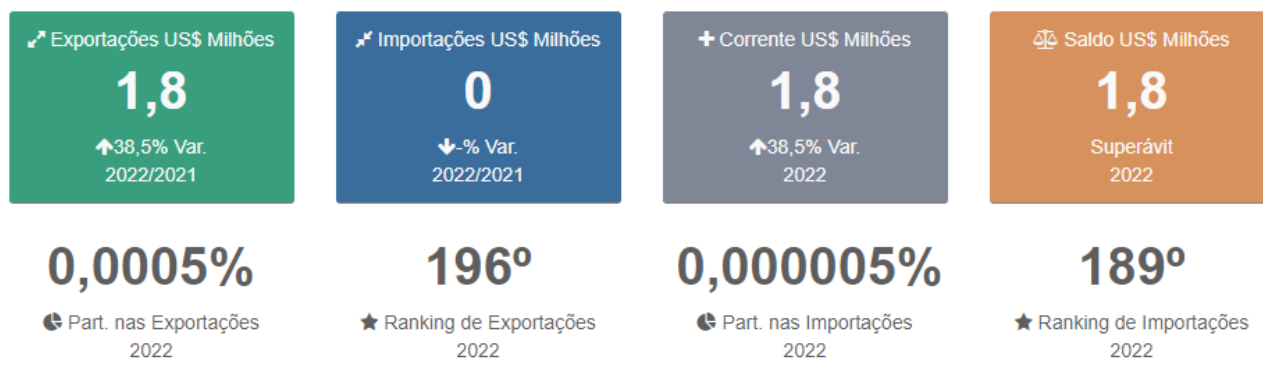 Exportações US$ Milhões
1,8
38,5% Var.
2022/2021
Importações US$ Milhões
0
-% Var.
2022/2021
Corrente US$ Milhões
1,8
38,5% Var.
2022
Saldo US$ Milhões
1,8
Superávit
2022
0,0005%
Part. nas Exportações
2022
196º
Ranking de Exportações
2022
0,000005%
Part. nas Importações
2022
189º
Ranking de Importações
2022